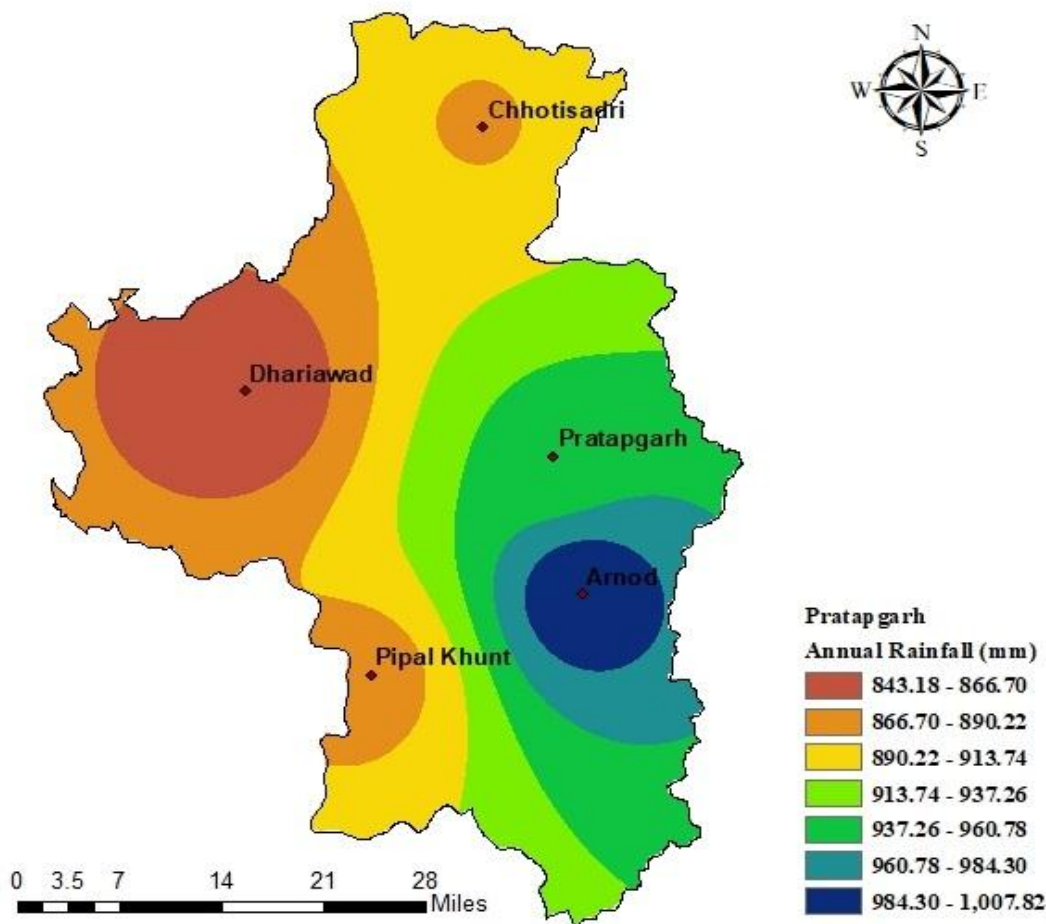 N
W E
S
Chhotisadri
Dhariawad
Pratapgarh
Arnod
Pipal Khunt
Pratapgarh
Annual Rainfall (mm)
843.18 - 866.70
866.70 - 890.22
890.22 - 913.74
913.74 - 937.26
937.26 - 960.78
960.78 - 984.30
984.30 - 1,007.82
0 3.5 7 14 21 28
Miles